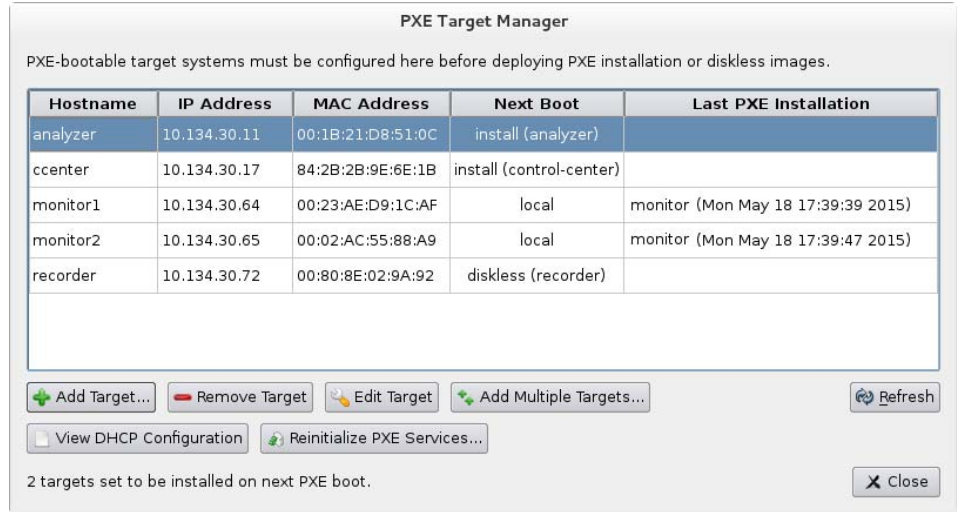 PXE Target Manager
PXE-bootable target systems must be configured here before deploying PXE installation or diskless images.
Hostname IP Address MAC Address Next Boot Last PXE Installation
analyzer 10.134.30.11 00:1B:21:D8:51:0C install (analyzer)
ccenter 10.134.30.17 84:2B:2B:9E:6E:1B install (control-center)
monitor1 10.134.30.64 00:23:AE:D9:1C:AF local monitor (Mon May 18 17:39:39 2015)
monitor2 10.134.30.65 00:02:AC:55:88:A9 local monitor (Mon May 18 17:39:47 2015)
recorder 10.134.30.72 00:80:8E:02:9A:92 diskless (recorder)
Add Target... Remove Target Edit Target Add Multiple Targets... Refresh
View DHCP Configuration Reinitialize PXE Services...
2 targets set to be installed on next PXE boot. Close